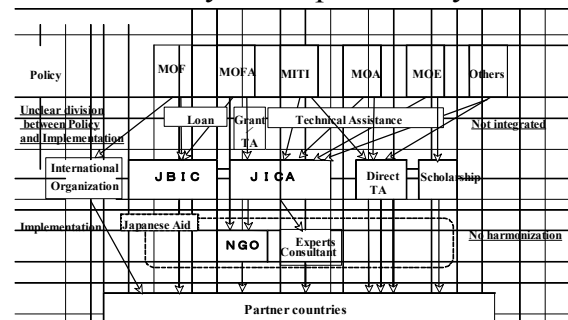 Policy
MOF
MOFA
MITI
MOA
MOE
Others
Unclear division
between Policy
and Implementation
Loan
Grant
TA
Technical Assistance
Not integrated
International
Organization
JBIC
JICA
Direct
TA
Scholarship
Implementation
Japanese Aid
NGO
Experts
Consultant
No harmonization
Partner countries